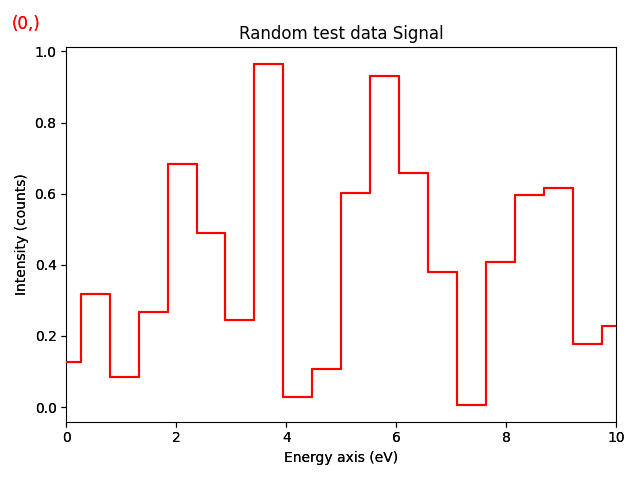 (0,)
Random test data Signal
1.0
0.8
0.6
0.4
0.2
0.0
Intensity (counts)
0 2 4 6 8 10
Energy axis (eV)